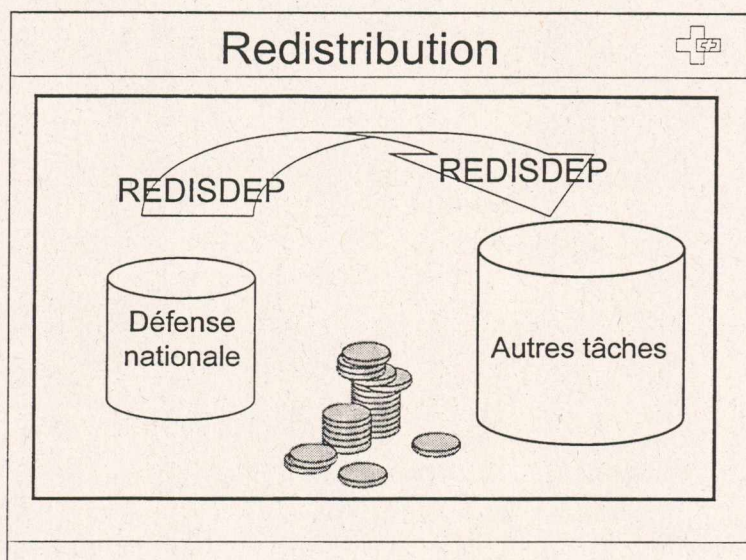 Redistribution
REDISDEP
REDISDEP
Défense
nationale
Autres tâches